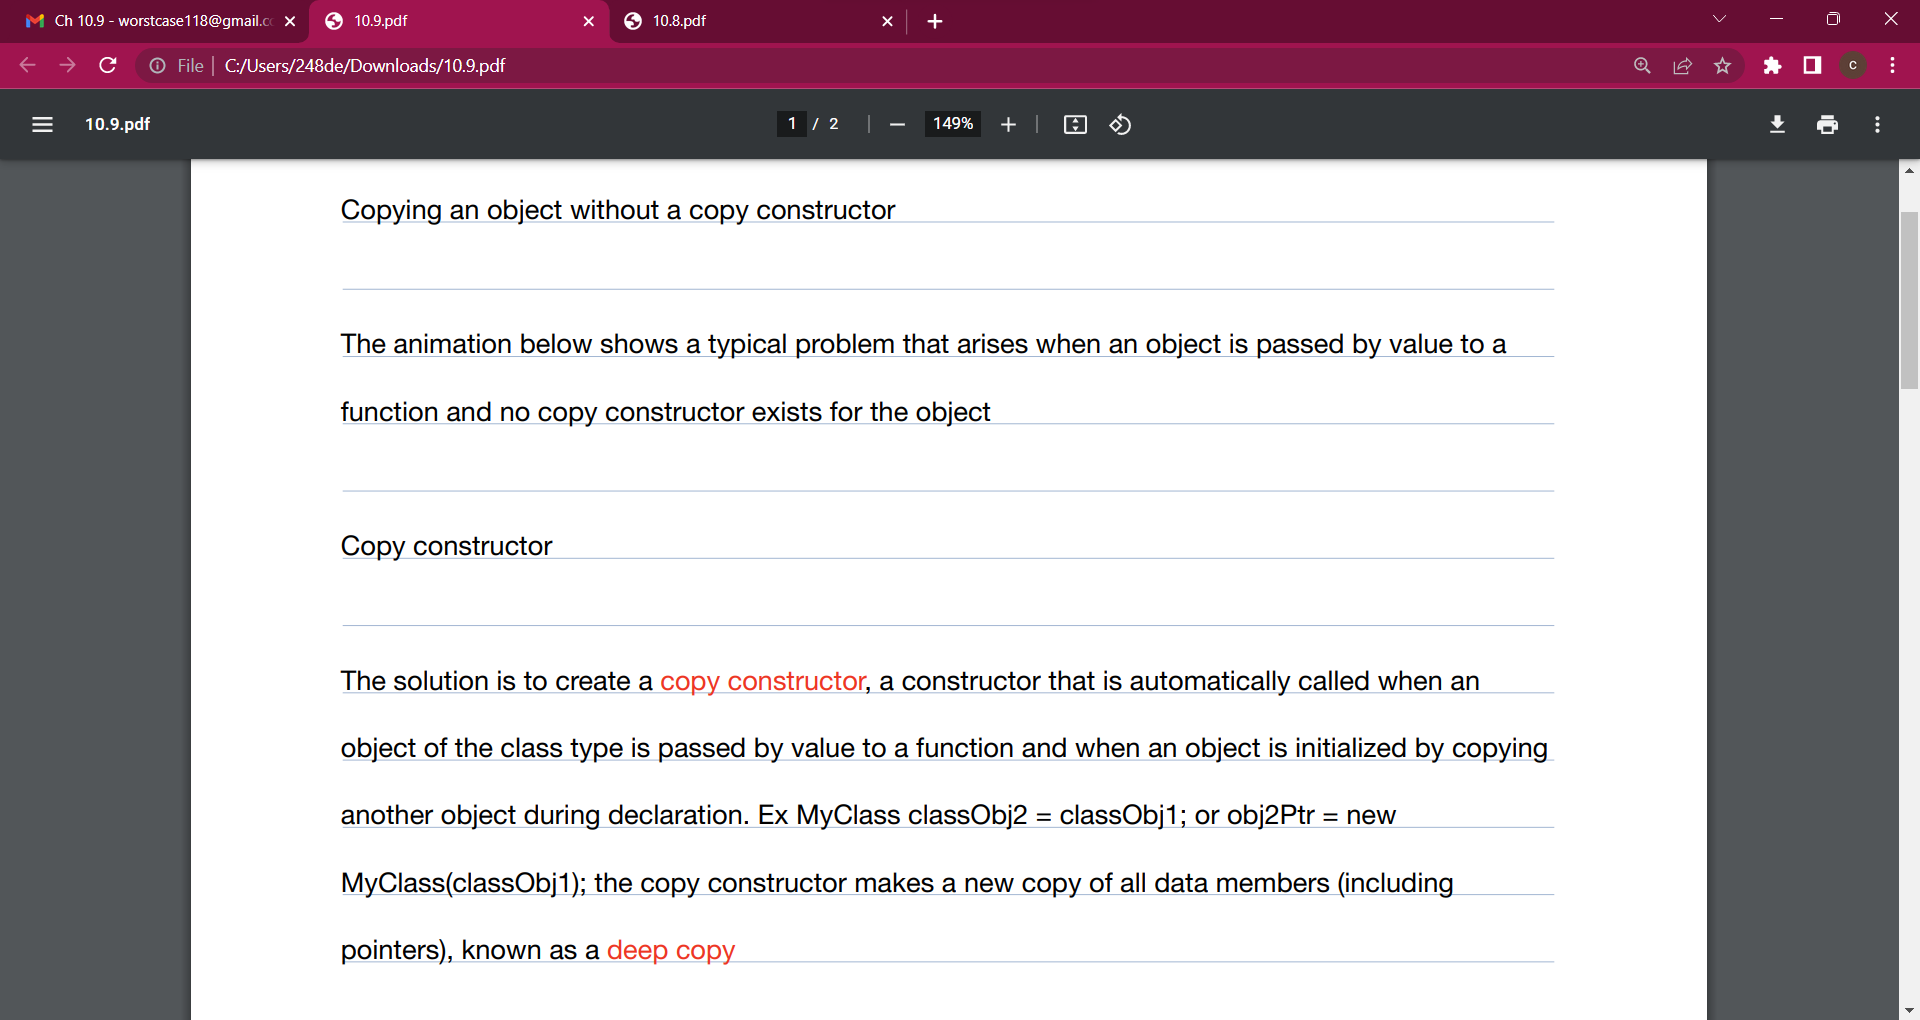 Ch 10.9 - worstcase118@gmail.c
10.9.pdf
10.8.pdf
File
C:/Users/248de/Downloads/10.9.pdf
c
10.9.pdf
1 / 2
149%
Copying an object without a copy constructor
The animation below shows a typical problem that arises when an object is passed by value to a
function and no copy constructor exists for the object
Copy constructor
The solution is to create a copy constructor, a constructor that is automatically called when an
object of the class type is passed by value to a function and when an object is initialized by copying
another object during declaration. Ex MyClass classObj2 = classObj1; or obj2Ptr = new
MyClass(classObj1); the copy constructor makes a new copy of all data members (including
pointers), known as a deep copy